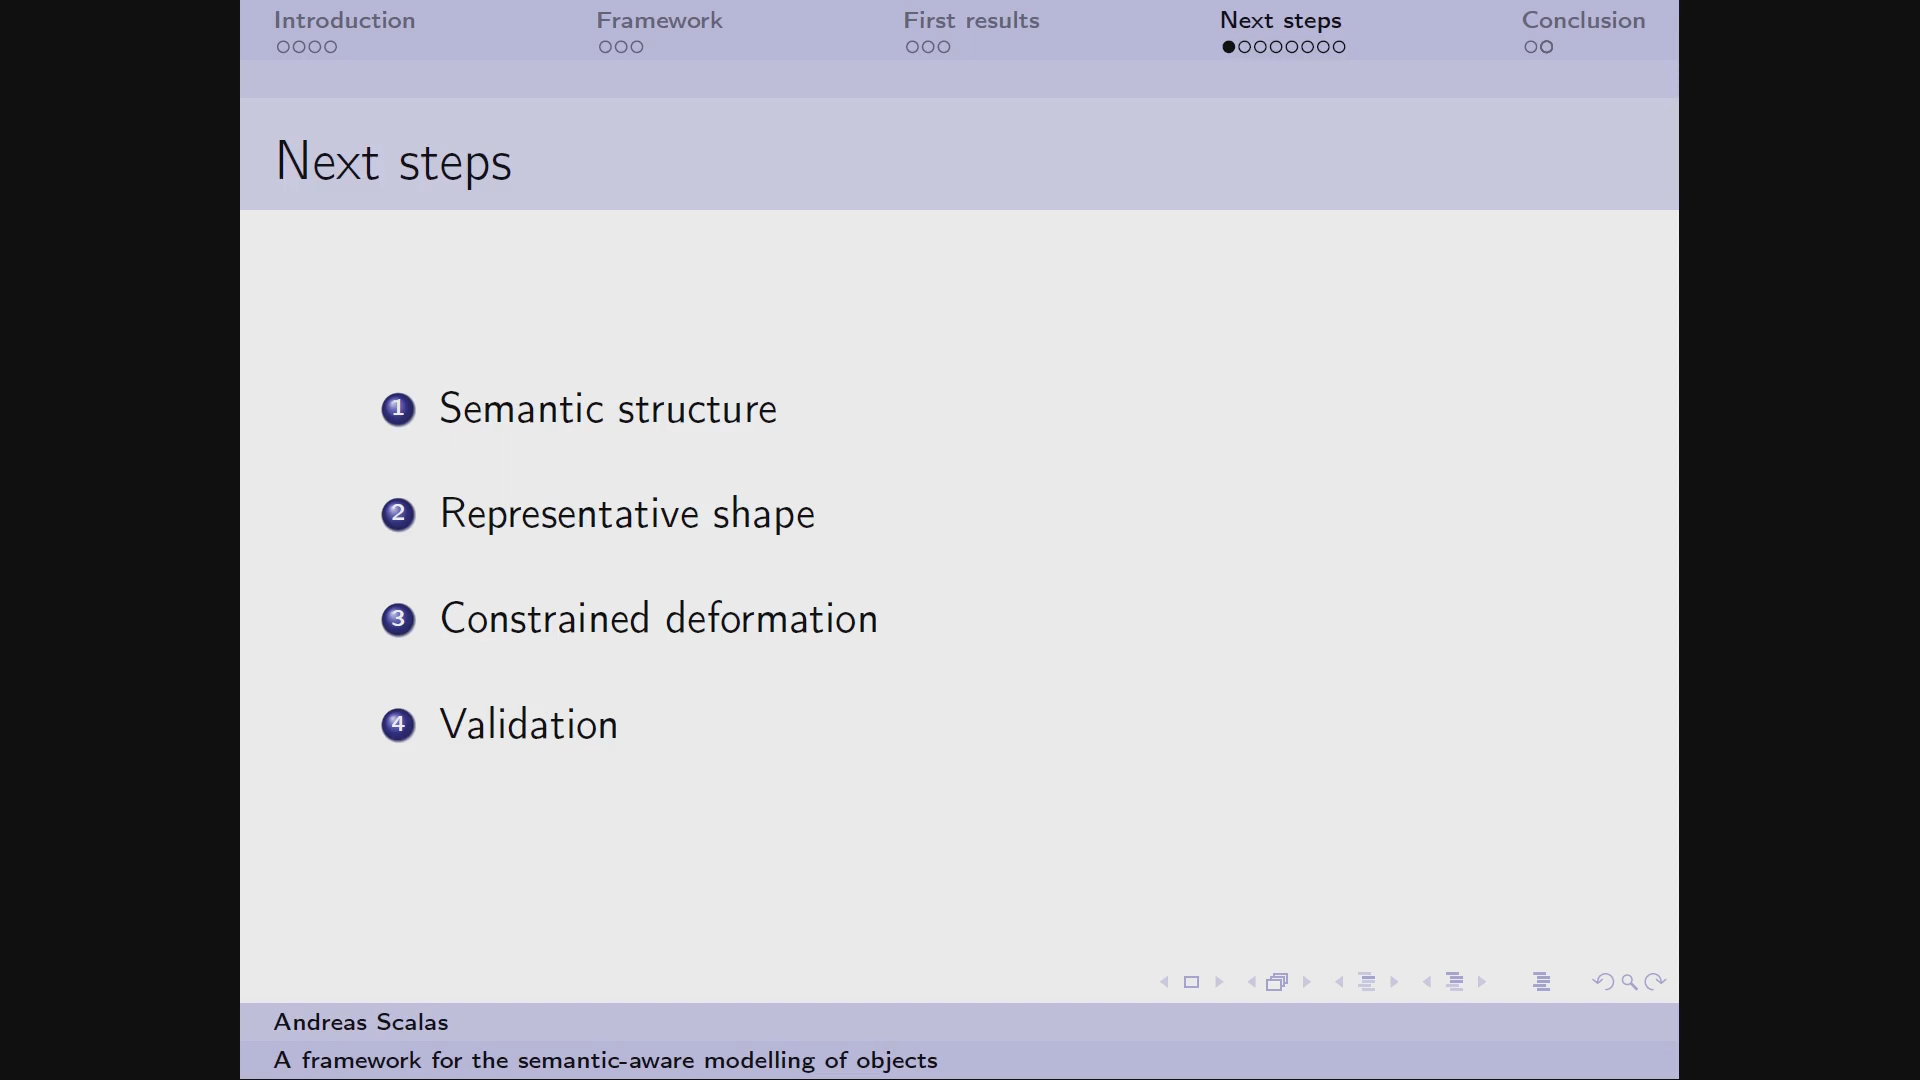 Introduction Framework First results Next steps Conclusion
Next steps
1 Semantic structure
2 Representative shape
3 Constrained deformation
4 Validation
Andreas Scalas
A framework for the semantic-aware modelling of objects